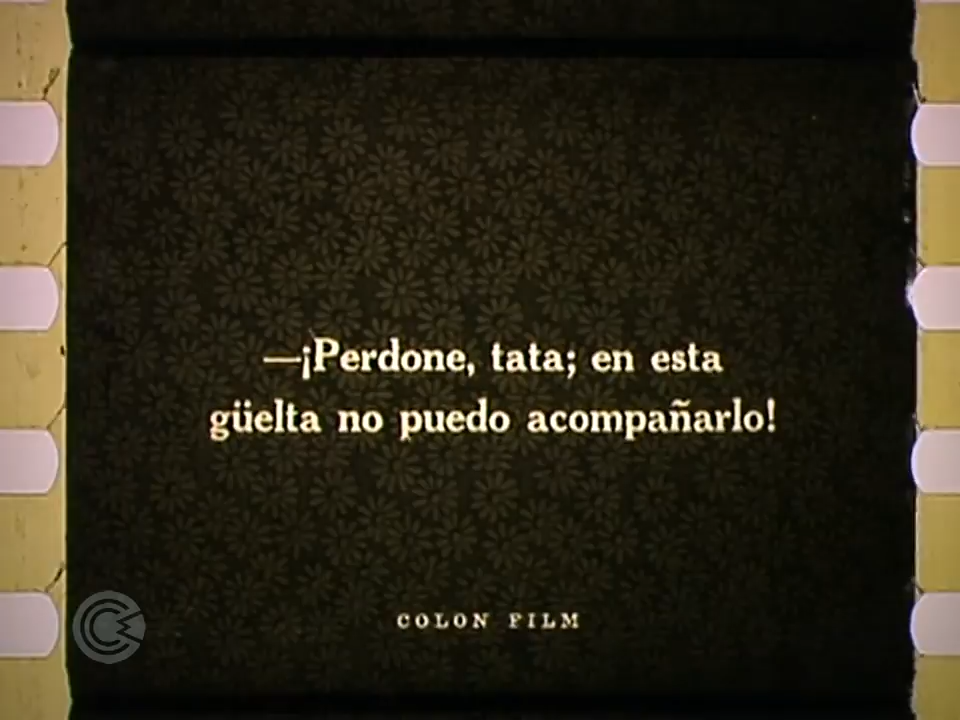 —¡Perdone, tata; en esta
güelta no puedo acompañarlo!
COLON FILM